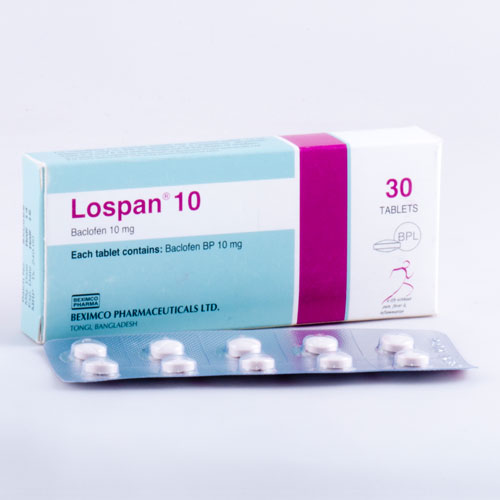 Lospan® 10
Baclofen 10 mg
Each tablet contains: Baclofen BP 10 mg
BEXIMCO
PHARMA
BEXIMCO PHARMACEUTICALS LTD.
TONGI, BANGLADESH
30
TABLETS
BPL